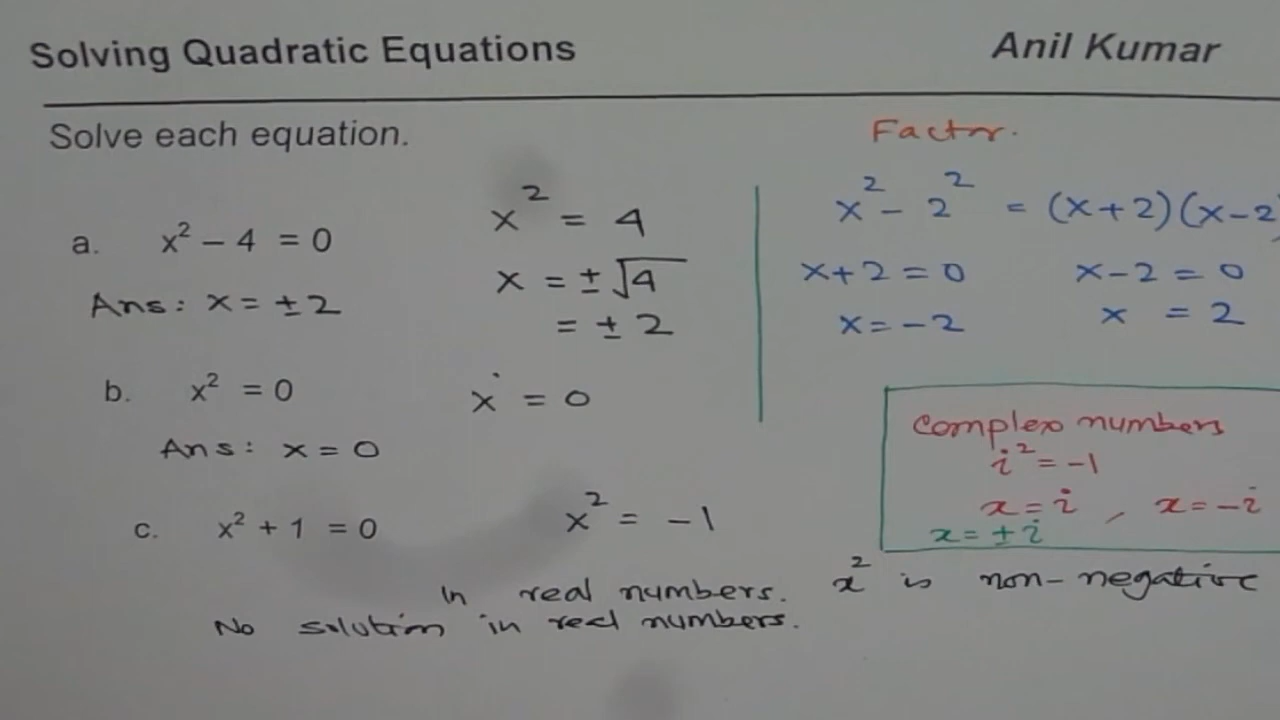 Solving Quadratic Equations
Anil Kumar
Solve each equation.
a. x² – 4 = 0
Ans: x = ±2
x² = 4
x = ±√4
= ±2
Factor.
x² – 2² = (x+2)(x–2)
x+2 = 0
x = –2
x–2 = 0
x = 2
b. x² = 0
Ans: x = 0
x = 0
c. x² + 1 = 0
x² = –1
Complex numbers
i² = –1
x = i , x = –i
x = ±i
In real numbers. x² is non-negative
No solution in real numbers.